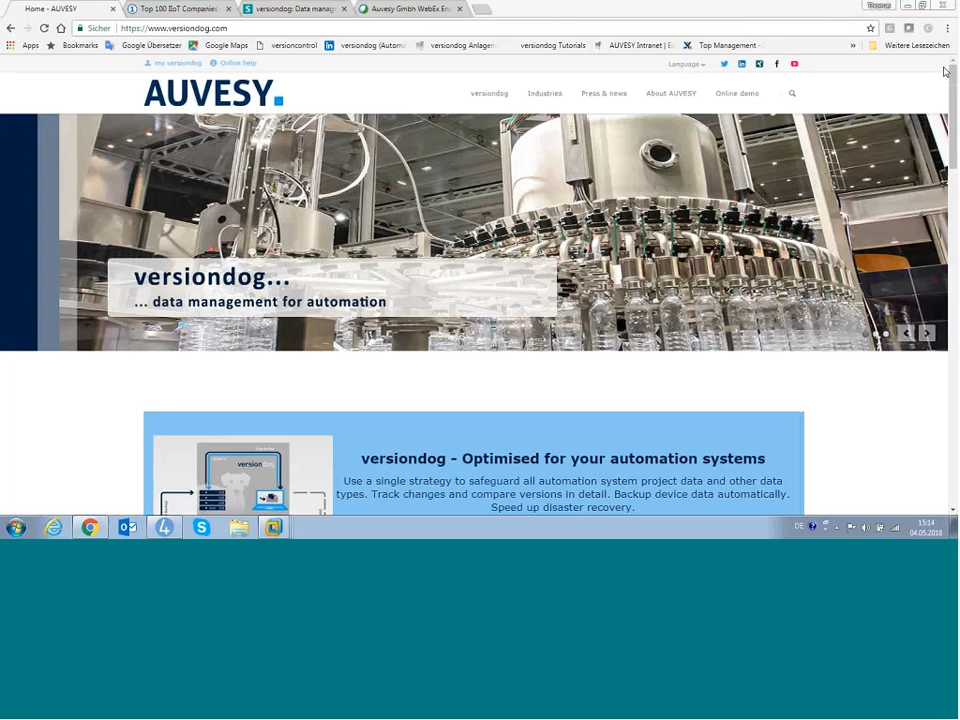 Home - AUVESY
Top 100 IIoT Companies
versiondog: Data manag
Auvesy Gmbh WebEx En
Thomas
Sicher
https://www.versiondog.com
Apps
Bookmarks
Google Übersetzer
Google Maps
versioncontrol
versiondog (Autom
versiondog Anlagen
versiondog Tutorials
AUVESY Intranet | E
Top Management -
»
Weitere Lesezeichen
my versiondog
Online help
Language
AUVESY.
versiondog
Industries
Press & news
About AUVESY
Online demo
versiondog...
... data management for automation
versiondog
versiondog - Optimised for your automation systems
Use a single strategy to safeguard all automation system project data and other data
types. Track changes and compare versions in detail. Backup device data automatically.
Speed up disaster recovery.
DE
15:14
04.05.2018